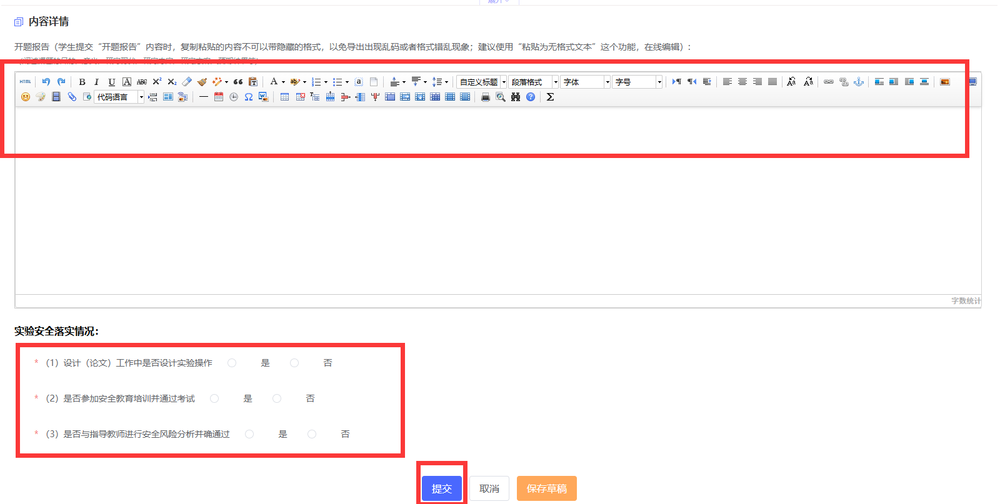 展开
内容详情
开题报告（学生提交“开题报告”内容时，复制粘贴的内容不可以带隐藏的格式，以免导出出现乱码或者格式错乱现象；建议使用“粘贴为无格式文本”这个功能，在线编辑）：
HTML B I U A ABC X² X₂ A ab a 自定义标题 段落格式 字体 字号
代码语言 Ω Σ
字数统计
实验安全落实情况：
* （1）设计（论文）工作中是否设计实验操作 是 否
* （2）是否参加安全教育培训并通过考试 是 否
* （3）是否与指导教师进行安全风险分析并确通过 是 否
提交 取消 保存草稿